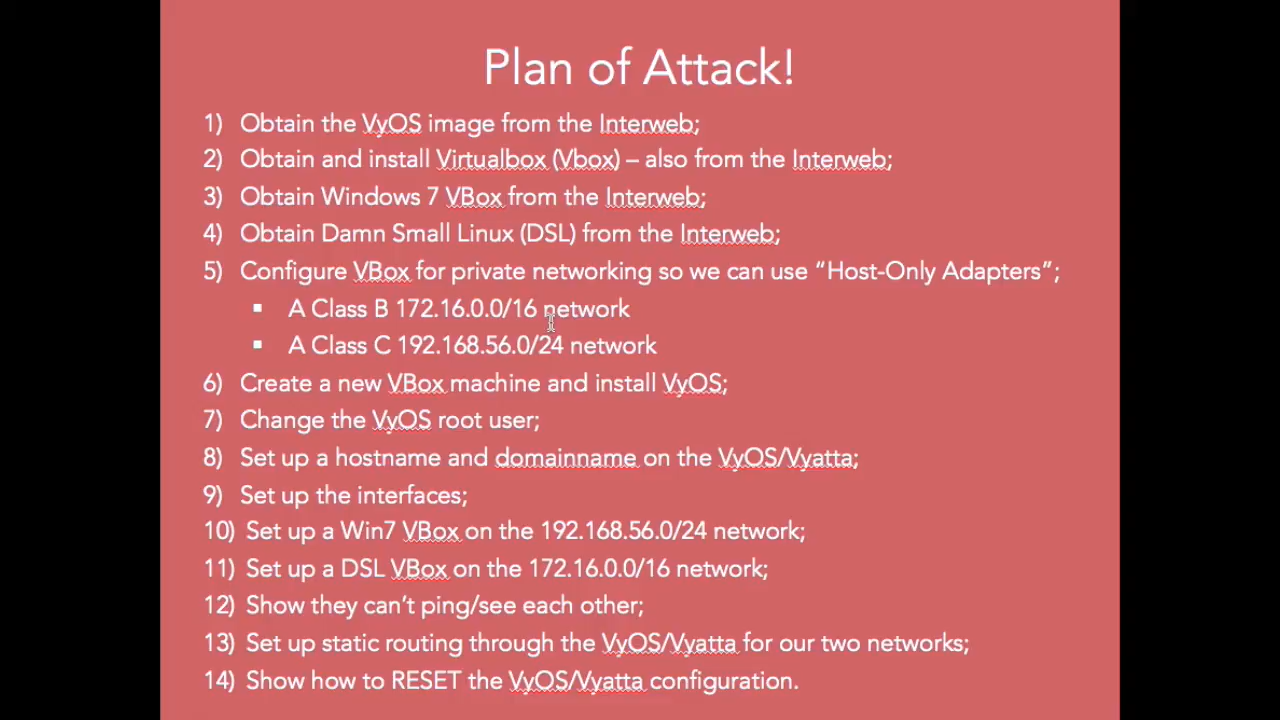 Plan of Attack!
1) Obtain the VyOS image from the Interweb;
2) Obtain and install Virtualbox (Vbox) – also from the Interweb;
3) Obtain Windows 7 VBox from the Interweb;
4) Obtain Damn Small Linux (DSL) from the Interweb;
5) Configure VBox for private networking so we can use “Host-Only Adapters”;
▪ A Class B 172.16.0.0/16 network
▪ A Class C 192.168.56.0/24 network
6) Create a new VBox machine and install VyOS;
7) Change the VyOS root user;
8) Set up a hostname and domainname on the VyOS/Vyatta;
9) Set up the interfaces;
10) Set up a Win7 VBox on the 192.168.56.0/24 network;
11) Set up a DSL VBox on the 172.16.0.0/16 network;
12) Show they can’t ping/see each other;
13) Set up static routing through the VyOS/Vyatta for our two networks;
14) Show how to RESET the VyOS/Vyatta configuration.